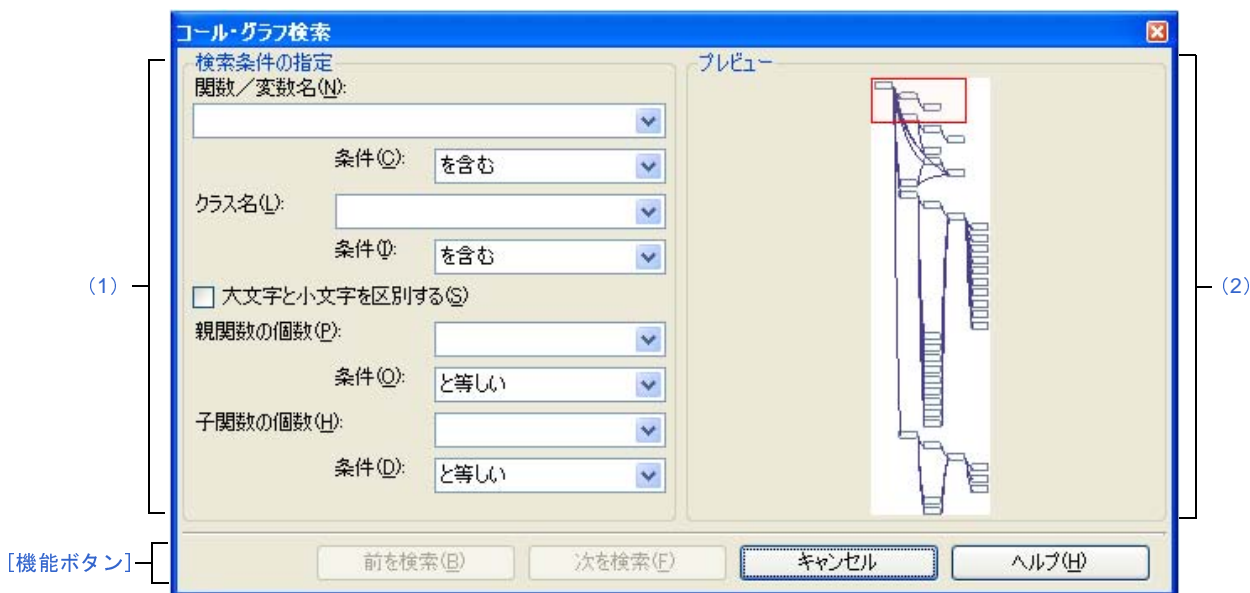 コール・グラフ検索
検索条件の指定
関数／変数名(N):
条件(C): を含む
クラス名(L):
条件(I): を含む
大文字と小文字を区別する(S)
親関数の個数(P):
条件(O): と等しい
子関数の個数(H):
条件(D): と等しい
プレビュー
(1)
(2)
[機能ボタン]
前を検索(B) 次を検索(F) キャンセル ヘルプ(H)